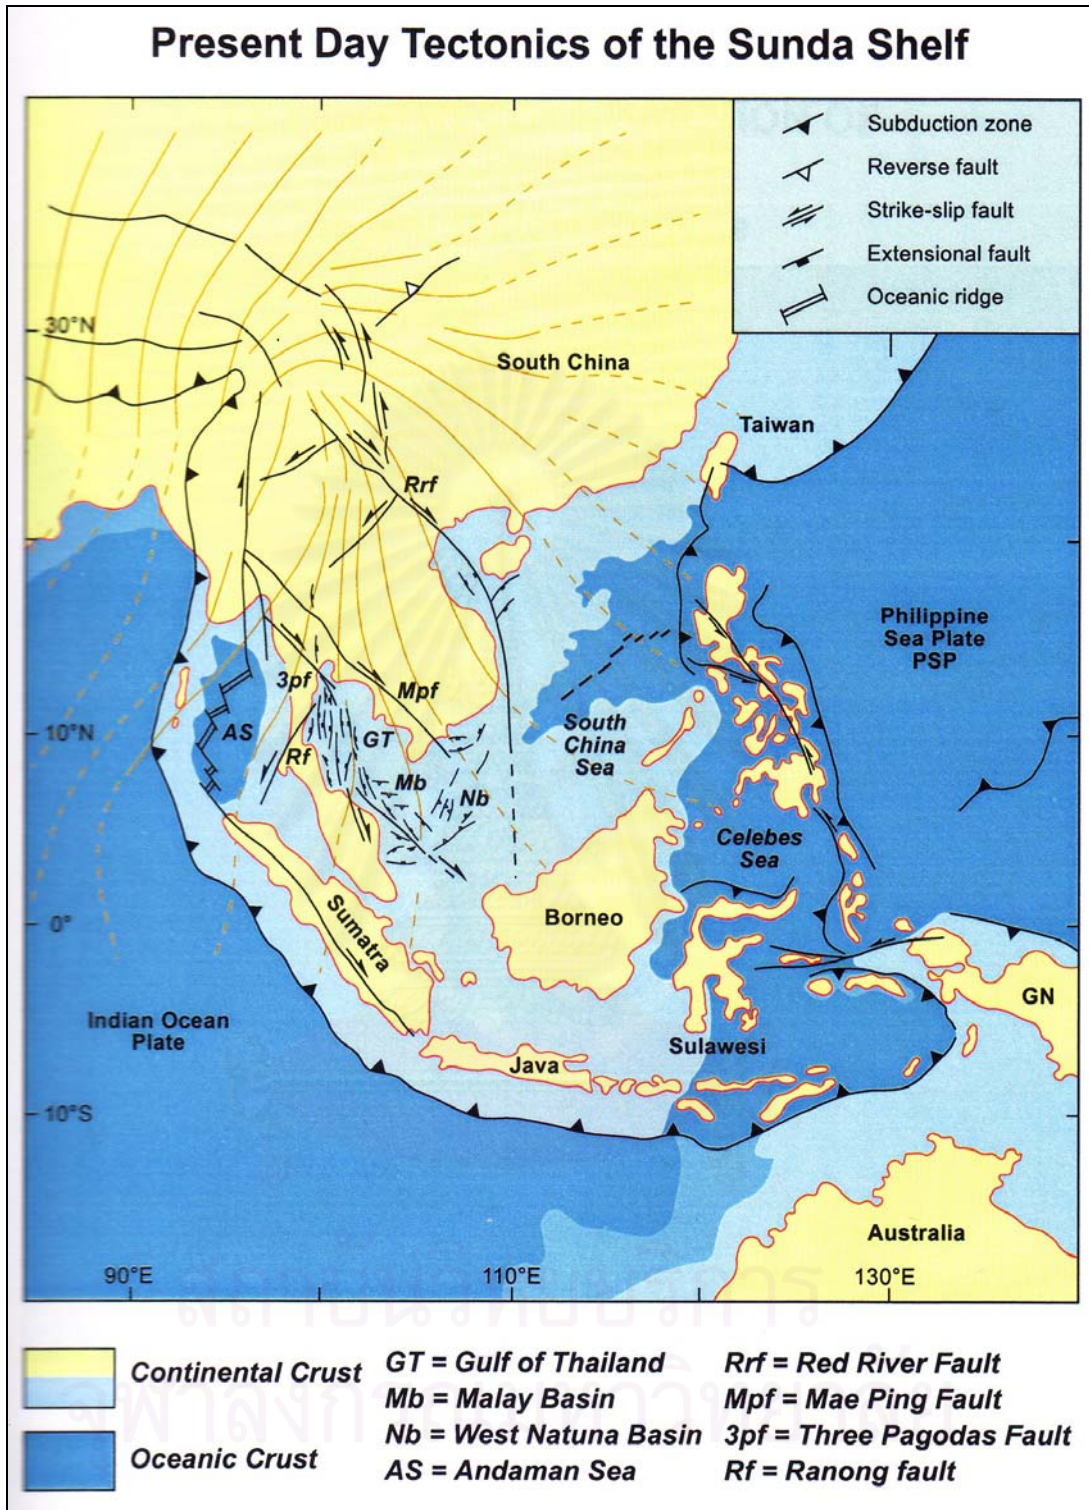 Present Day Tectonics of the Sunda Shelf
Subduction zone
Reverse fault
Strike-slip fault
Extensional fault
Oceanic ridge
30°N
South China
Taiwan
Rrf
Philippine
Sea Plate
PSP
3pf
Mpf
10°N
AS
GT
South
China
Sea
Rf
Mb
Nb
Celebes
Sea
0°
Sumatra
Borneo
GN
Indian Ocean
Plate
Sulawesi
Java
10°S
Australia
90°E
110°E
130°E
Continental Crust
Oceanic Crust
GT = Gulf of Thailand
Mb = Malay Basin
Nb = West Natuna Basin
AS = Andaman Sea
Rrf = Red River Fault
Mpf = Mae Ping Fault
3pf = Three Pagodas Fault
Rf = Ranong fault